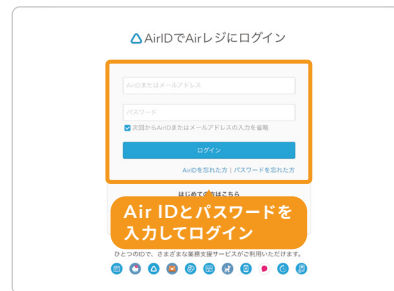 AirIDでAirレジにログイン
AirIDまたはメールアドレス
パスワード
次回からAirIDまたはメールアドレスの入力を省略
ログイン
AirIDを忘れた方 | パスワードを忘れた方
はじめての方はこちら
Air IDとパスワードを
入力してログイン
ひとつのIDで、さまざまな業務支援サービスがご利用いただけます。